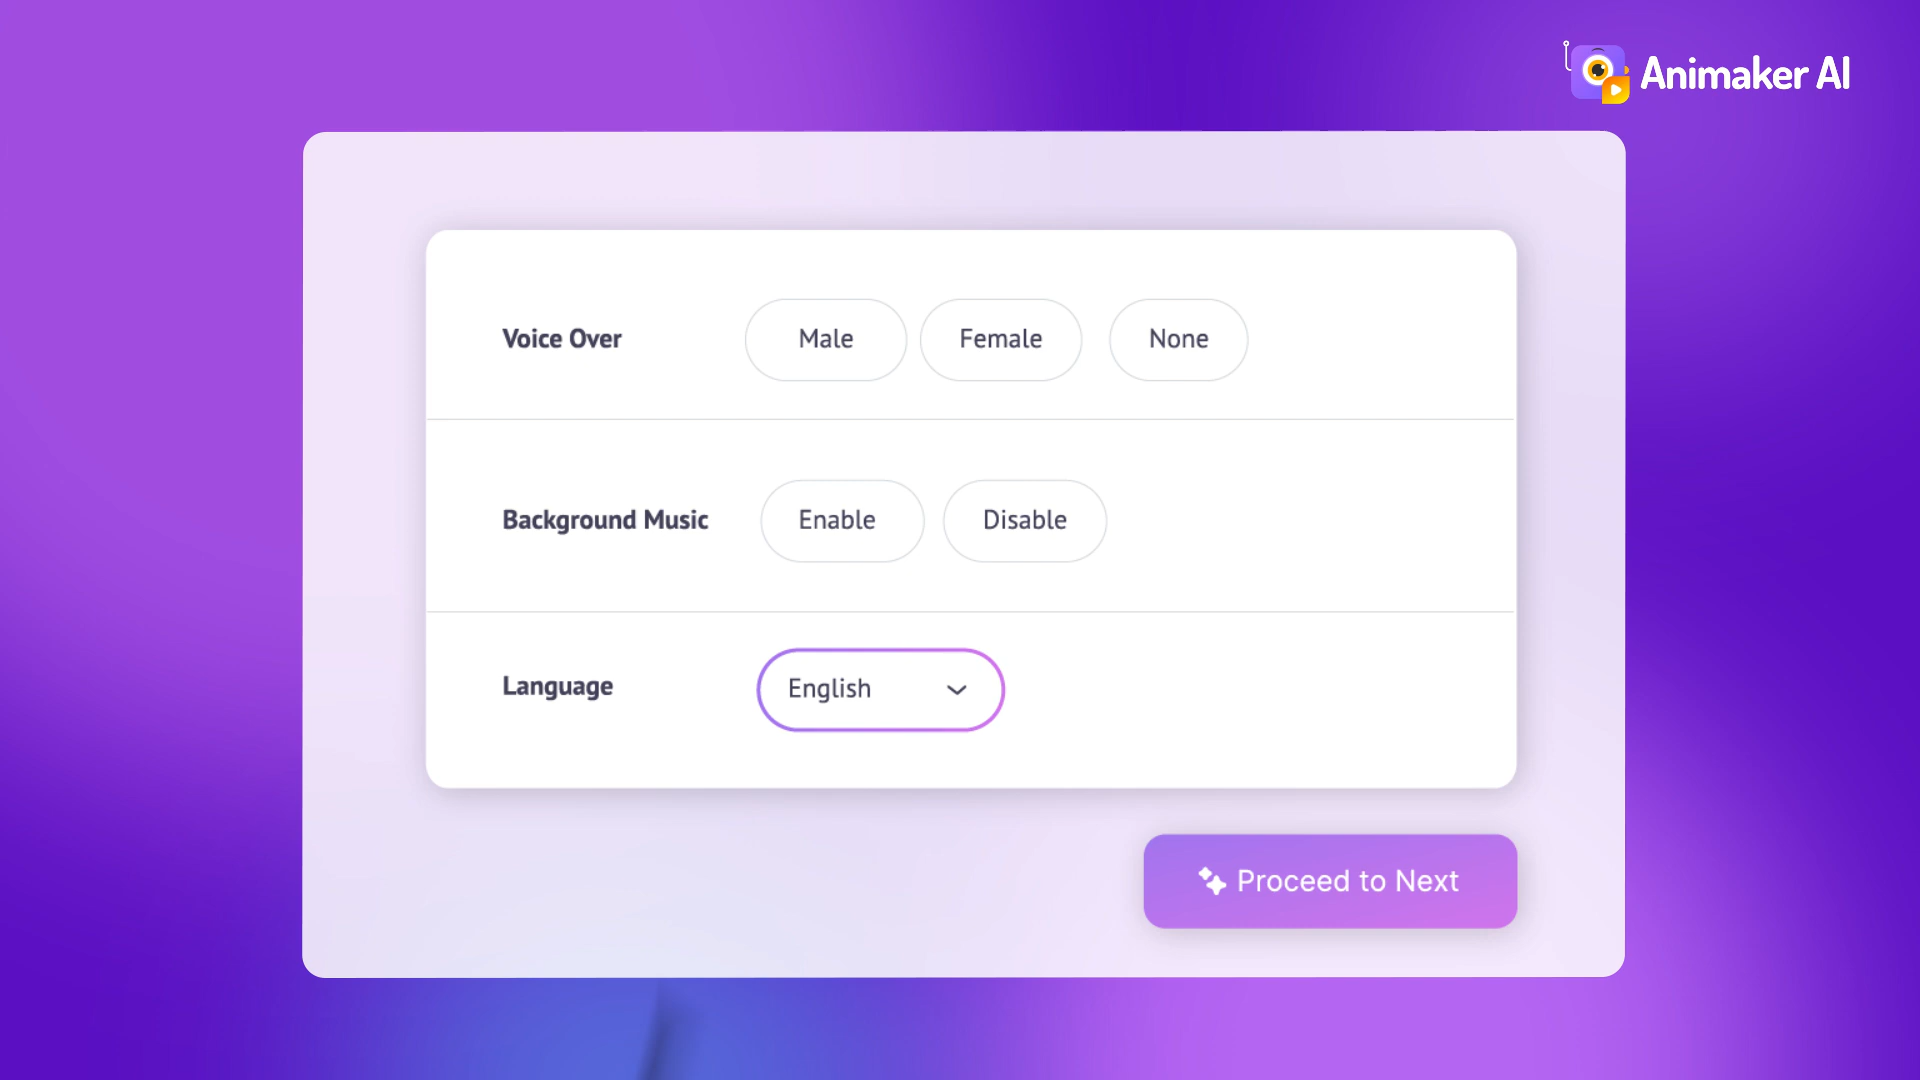 Animaker AI
Voice Over Male Female None
Background Music Enable Disable
Language English
Proceed to Next